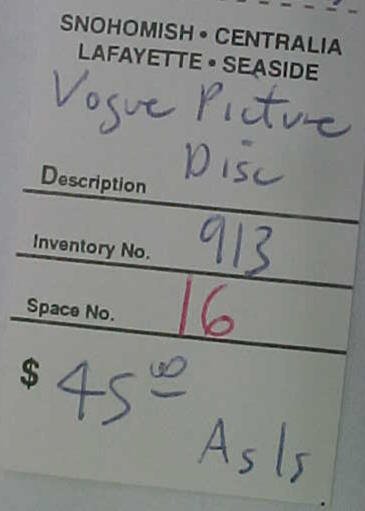 SNOHOMISH • CENTRALIA
LAFAYETTE • SEASIDE
Vogue Picture
Disc
Description
Inventory No. 913
Space No. 16
$ 45 00
As Is